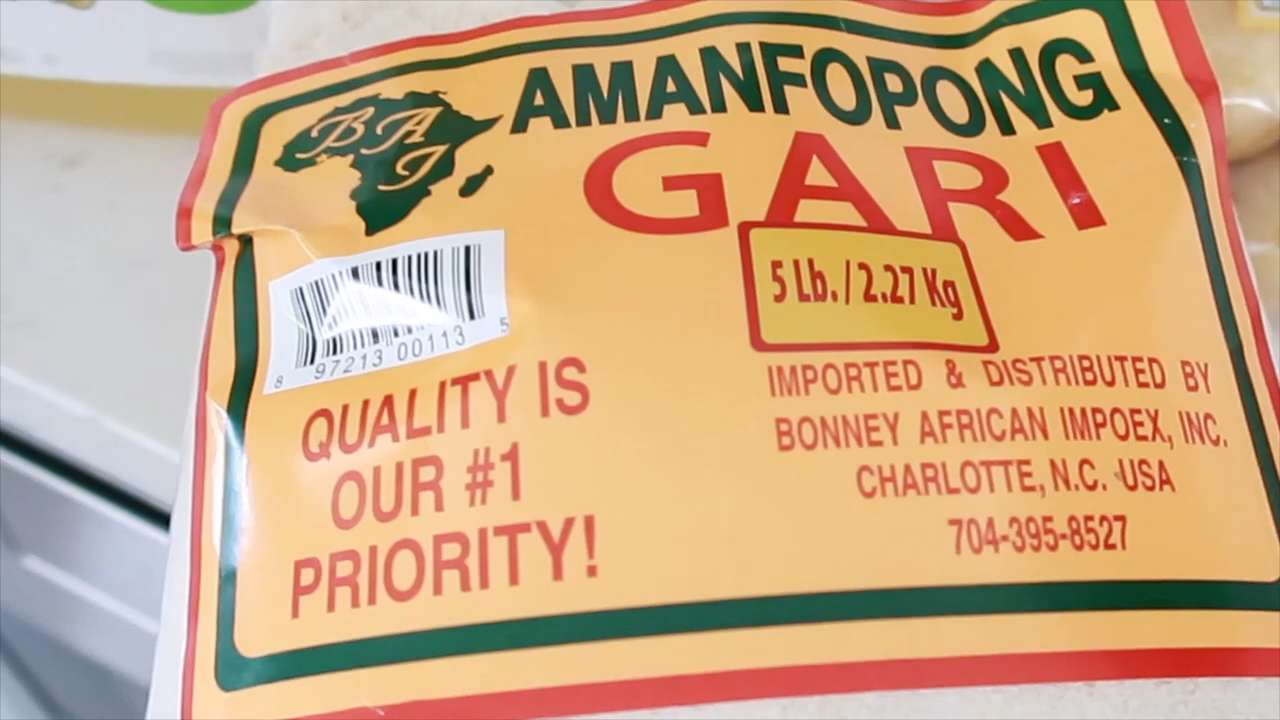 AMANFOPONG
BAI
GARI
5 Lb. / 2.27 Kg
8 97213 00113 5
QUALITY IS
OUR #1
PRIORITY!
IMPORTED & DISTRIBUTED BY
BONNEY AFRICAN IMPOEX, INC.
CHARLOTTE, N.C. USA
704-395-8527